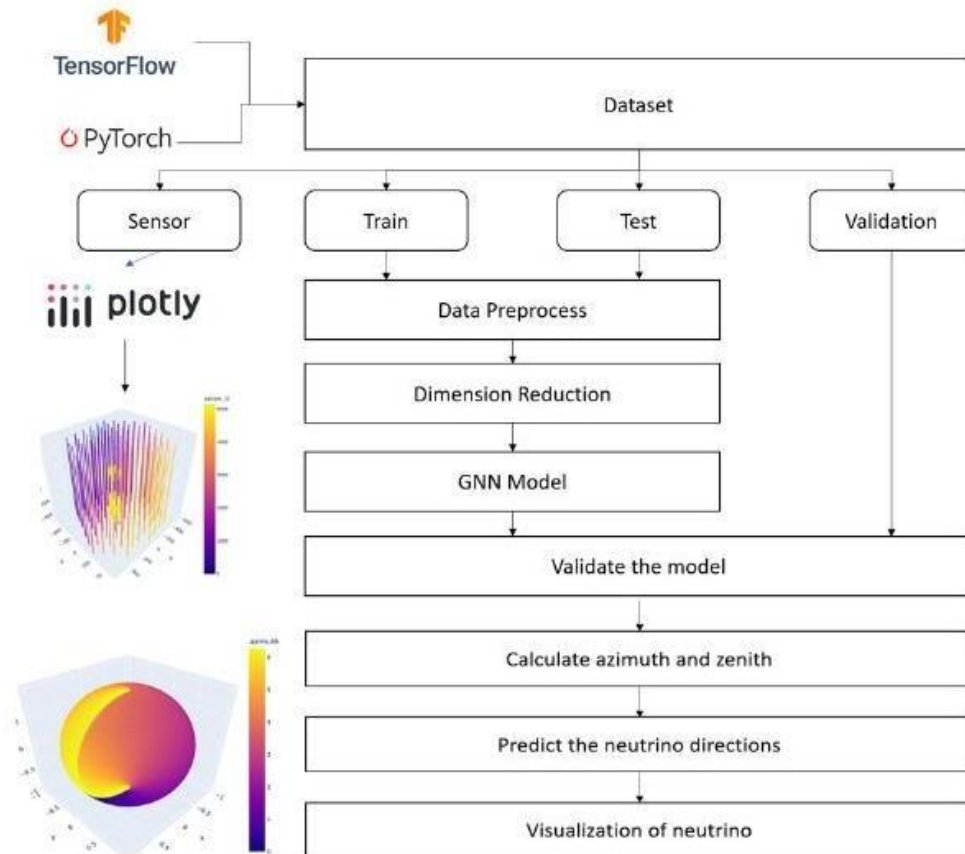 TensorFlow
Dataset
PyTorch
Sensor
Train
Test
Validation
plotly
Data Preprocess
Dimension Reduction
GNN Model
Validate the model
Calculate azimuth and zenith
Predict the neutrino directions
Visualization of neutrino